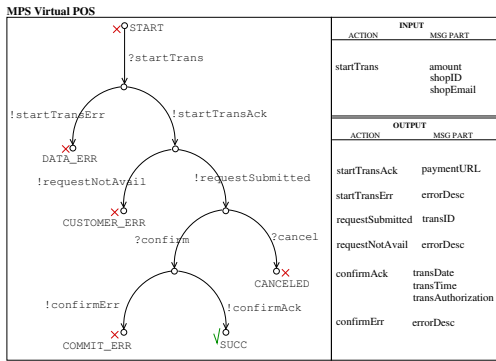 MPS Virtual POS
START
?startTrans
!startTransErr
!startTransAck
DATA_ERR
!requestNotAvail
!requestSubmitted
CUSTOMER_ERR
?confirm
?cancel
CANCELED
!confirmErr
!confirmAck
COMMIT_ERR
SUCC
INPUT
ACTION MSG PART
startTrans amount
shopID
shopEmail
OUTPUT
ACTION MSG PART
startTransAck paymentURL
startTransErr errorDesc
requestSubmitted transID
requestNotAvail errorDesc
confirmAck transDate
transTime
transAuthorization
confirmErr errorDesc